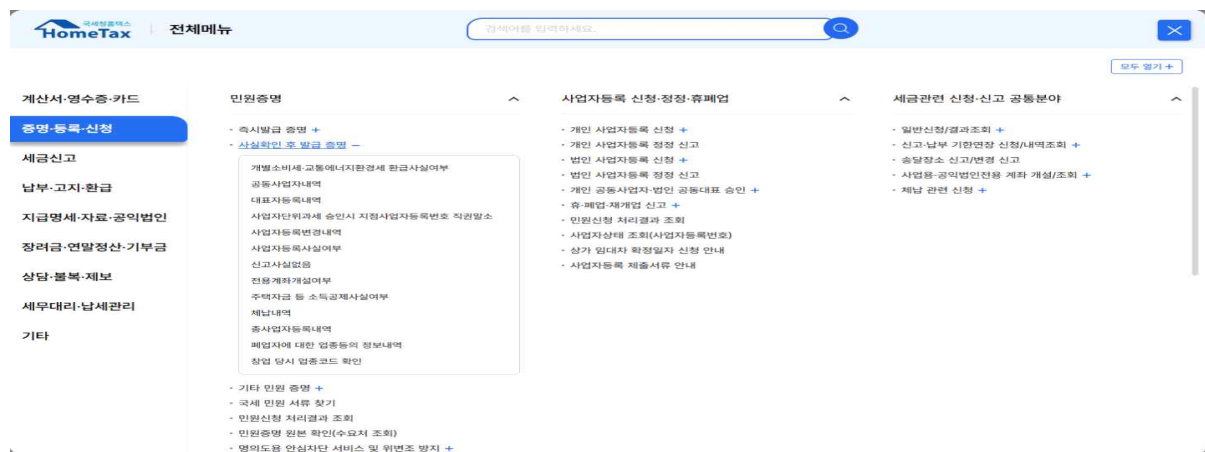 국세청홈택스
HomeTax
전체메뉴
검색어를 입력하세요.
모두 열기 +
계산서·영수증·카드
증명·등록·신청
세금신고
납부·고지·환급
지급명세·자료·공익법인
장려금·연말정산·기부금
상담·불복·제보
세무대리·납세관리
기타
민원증명
· 즉시발급 증명 +
· 사실확인 후 발급 증명 –
개별소비세·교통에너지환경세 환급사실여부
공동사업자내역
대표자등록내역
사업자단위과세 승인시 지점사업자등록번호 직권말소
사업자등록변경내역
사업자등록사실여부
신고사실없음
전용계좌개설여부
주택자금 등 소득공제사실여부
체납내역
총사업자등록내역
폐업자에 대한 업종등의 정보내역
창업 당시 업종코드 확인
· 기타 민원 증명 +
· 국세 민원 서류 찾기
· 민원신청 처리결과 조회
· 민원증명 원본 확인(수요처 조회)
· 명의도용 안심차단 서비스 및 위변조 방지 +
사업자등록 신청·정정·휴폐업
· 개인 사업자등록 신청 +
· 개인 사업자등록 정정 신고
· 법인 사업자등록 신청 +
· 법인 사업자등록 정정 신고
· 개인 공동사업자·법인 공동대표 승인 +
· 휴·폐업·재개업 신고 +
· 민원신청 처리결과 조회
· 사업자상태 조회(사업자등록번호)
· 상가 임대차 확정일자 신청 안내
· 사업자등록 제출서류 안내
세금관련 신청·신고 공통분야
· 일반신청/결과조회 +
· 신고·납부 기한연장 신청/내역조회 +
· 송달장소 신고/변경 신고
· 사업용·공익법인전용 계좌 개설/조회 +
· 체납 관련 신청 +